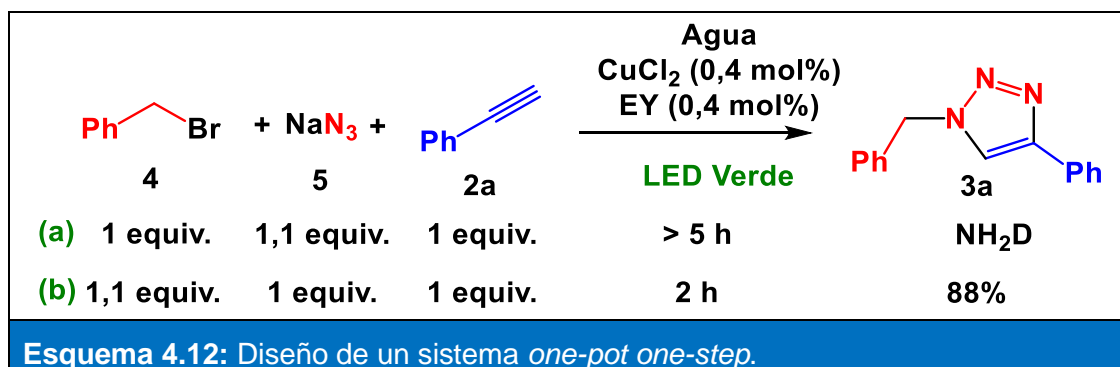 Agua
CuCl₂ (0,4 mol%)
EY (0,4 mol%)
Ph Br + NaN₃ + Ph N N N Ph Ph
4 5 2a LED Verde 3a
(a) 1 equiv. 1,1 equiv. 1 equiv. > 5 h NH₂D
(b) 1,1 equiv. 1 equiv. 1 equiv. 2 h 88%
Esquema 4.12: Diseño de un sistema one-pot one-step.